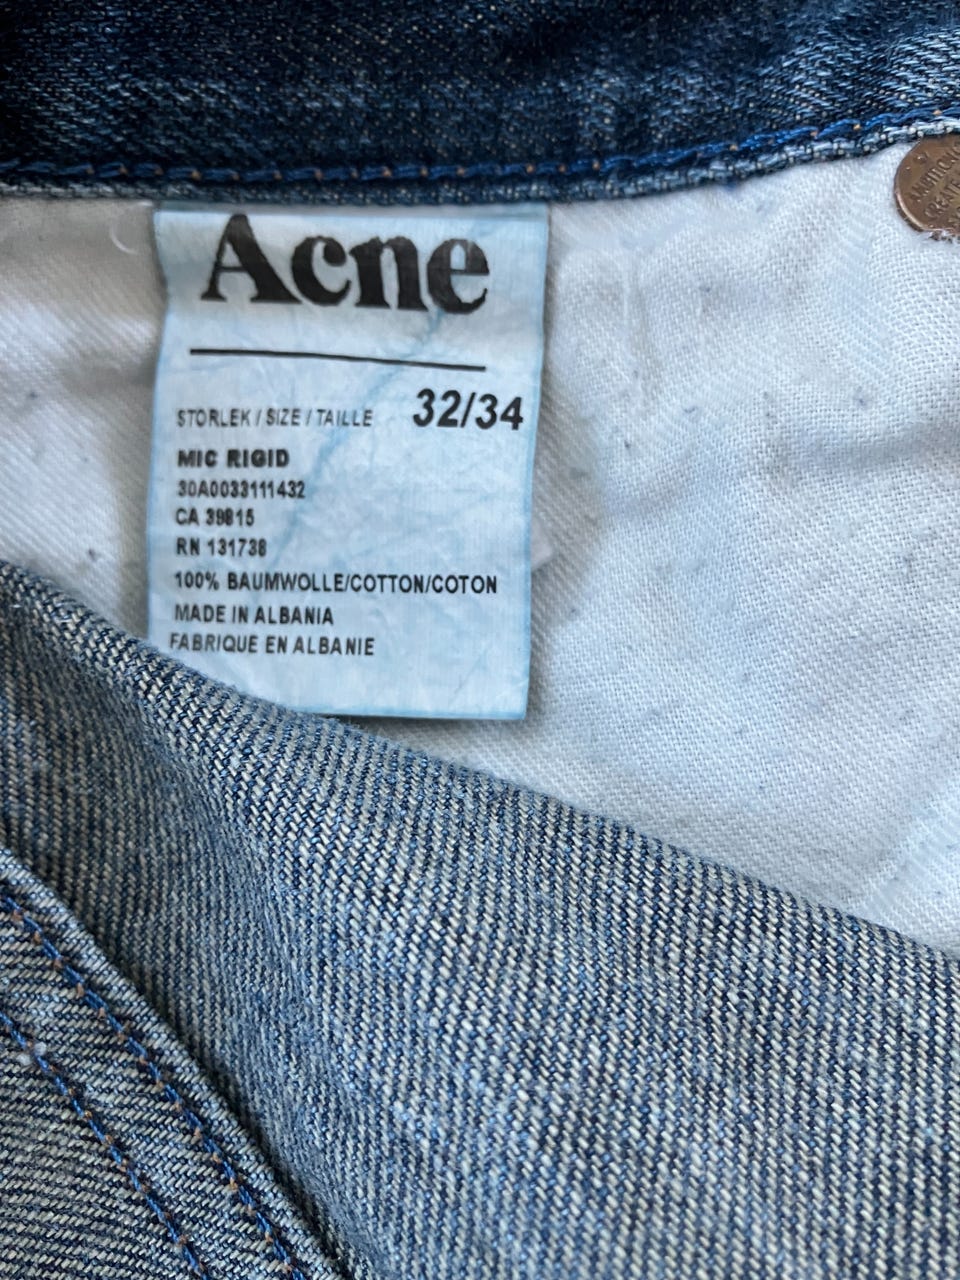 Acne
STORLEK / SIZE / TAILLE 32/34
MIC RIGID
30A0033111432
CA 39815
RN 131738
100% BAUMWOLLE/COTTON/COTON
MADE IN ALBANIA
FABRIQUE EN ALBANIE
CREATE